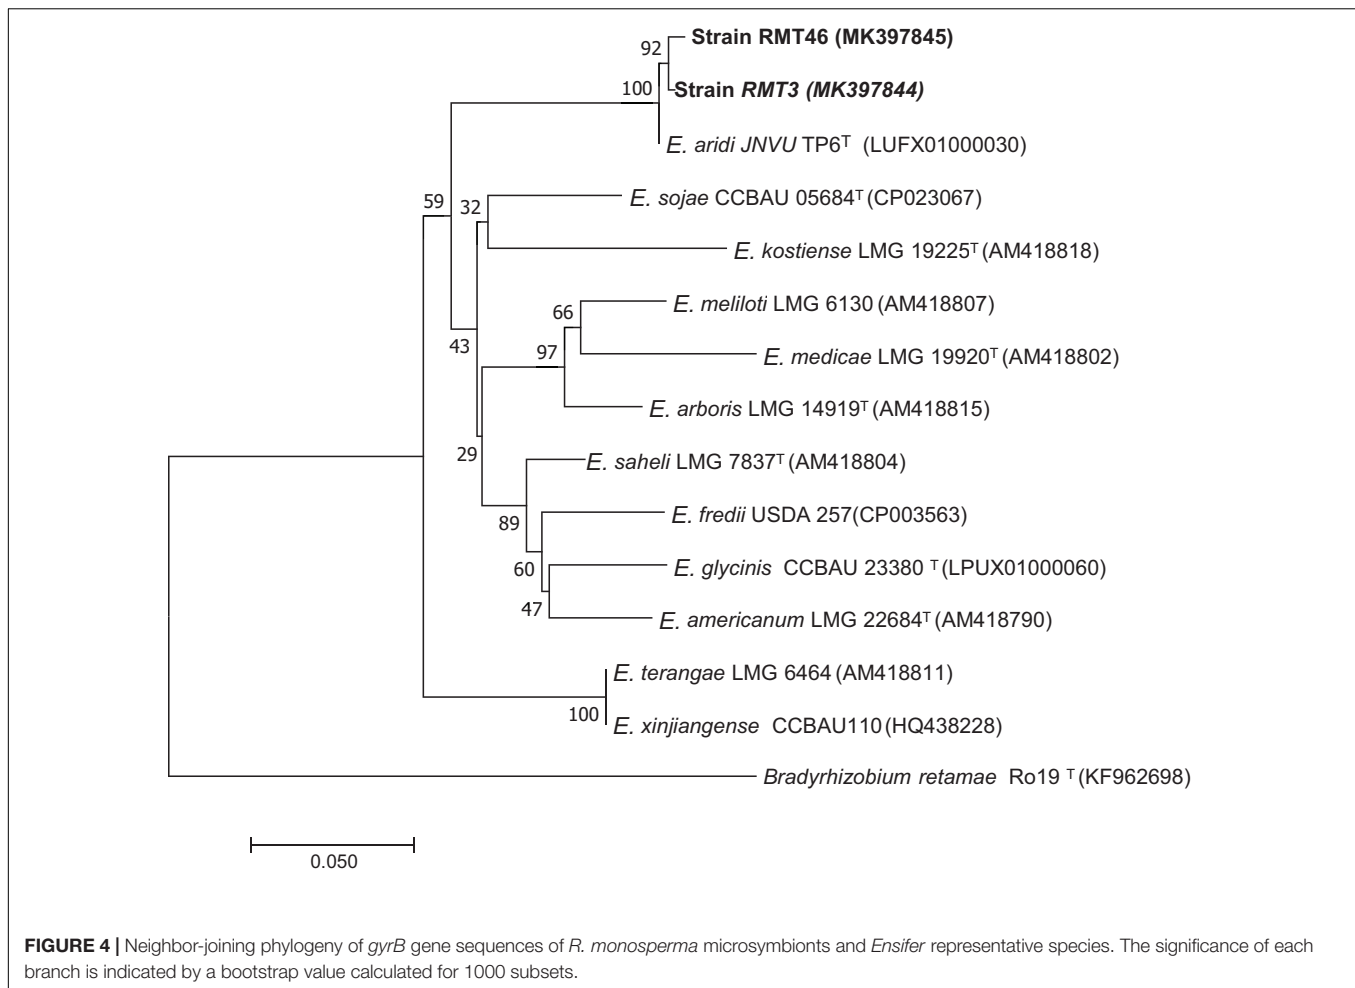 92
Strain RMT46 (MK397845)
100
Strain RMT3 (MK397844)
E. aridi JNVU TP6ᵀ (LUFX01000030)
59
32
E. sojae CCBAU 05684ᵀ (CP023067)
E. kostiense LMG 19225ᵀ (AM418818)
66
E. meliloti LMG 6130 (AM418807)
43
97
E. medicae LMG 19920ᵀ (AM418802)
E. arboris LMG 14919ᵀ (AM418815)
29
E. saheli LMG 7837ᵀ (AM418804)
89
E. fredii USDA 257(CP003563)
60
E. glycinis CCBAU 23380 ᵀ (LPUX01000060)
47
E. americanum LMG 22684ᵀ (AM418790)
E. terangae LMG 6464 (AM418811)
100
E. xinjiangense CCBAU110 (HQ438228)
Bradyrhizobium retamae Ro19 ᵀ (KF962698)
0.050
FIGURE 4 | Neighbor-joining phylogeny of gyrB gene sequences of R. monosperma microsymbionts and Ensifer representative species. The significance of each
branch is indicated by a bootstrap value calculated for 1000 subsets.